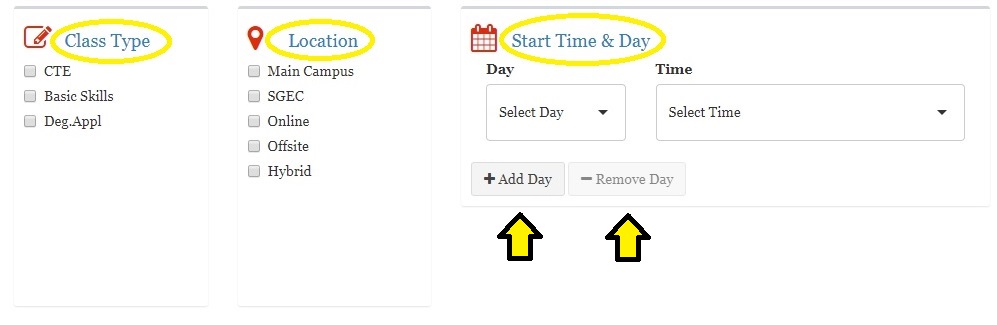 Class Type
CTE
Basic Skills
Deg.Appl
Location
Main Campus
SGEC
Online
Offsite
Hybrid
Start Time & Day
Day
Time
Select Day
Select Time
Add Day
Remove Day